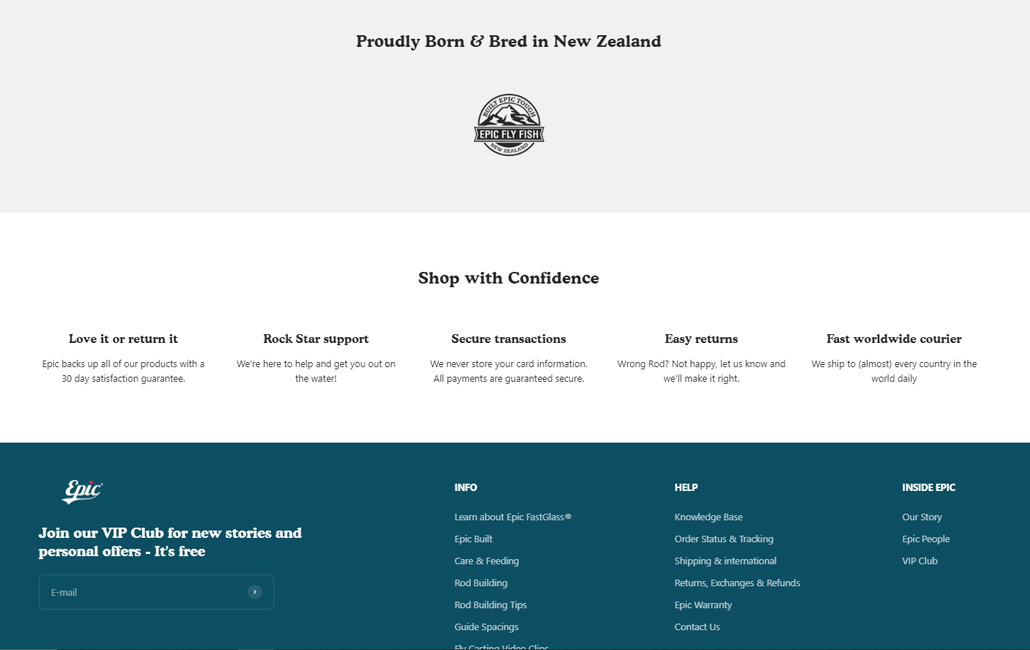 Proudly Born & Bred in New Zealand
BUILT EPIC TOUGH
EPIC FLY FISH
NEW ZEALAND
Shop with Confidence
Love it or return it
Epic backs up all of our products with a
30 day satisfaction guarantee.
Rock Star support
We're here to help and get you out on
the water!
Secure transactions
We never store your card information.
All payments are guaranteed secure.
Easy returns
Wrong Rod? Not happy, let us know and
we'll make it right.
Fast worldwide courier
We ship to (almost) every country in the
world daily
Epic
Join our VIP Club for new stories and
personal offers - It's free
E-mail
INFO
Learn about Epic FastGlass®
Epic Built
Care & Feeding
Rod Building
Rod Building Tips
Guide Spacings
Fly Casting Video Clips
HELP
Knowledge Base
Order Status & Tracking
Shipping & international
Returns, Exchanges & Refunds
Epic Warranty
Contact Us
INSIDE EPIC
Our Story
Epic People
VIP Club